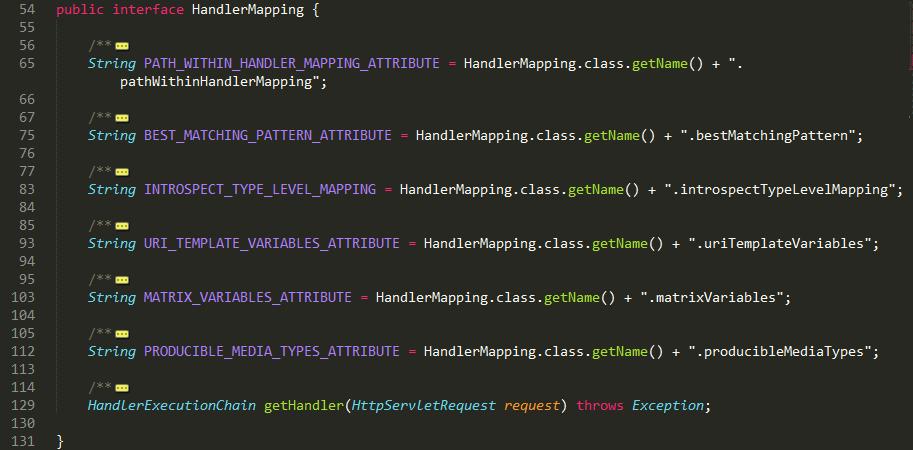 54 public interface HandlerMapping {
55
56 /**
65 String PATH_WITHIN_HANDLER_MAPPING_ATTRIBUTE = HandlerMapping.class.getName() + ".
pathWithinHandlerMapping";
66
67 /**
75 String BEST_MATCHING_PATTERN_ATTRIBUTE = HandlerMapping.class.getName() + ".bestMatchingPattern";
76
77 /**
83 String INTROSPECT_TYPE_LEVEL_MAPPING = HandlerMapping.class.getName() + ".introspectTypeLevelMapping";
84
85 /**
93 String URI_TEMPLATE_VARIABLES_ATTRIBUTE = HandlerMapping.class.getName() + ".uriTemplateVariables";
94
95 /**
103 String MATRIX_VARIABLES_ATTRIBUTE = HandlerMapping.class.getName() + ".matrixVariables";
104
105 /**
112 String PRODUCIBLE_MEDIA_TYPES_ATTRIBUTE = HandlerMapping.class.getName() + ".producibleMediaTypes";
113
114 /**
129 HandlerExecutionChain getHandler(HttpServletRequest request) throws Exception;
130
131 }